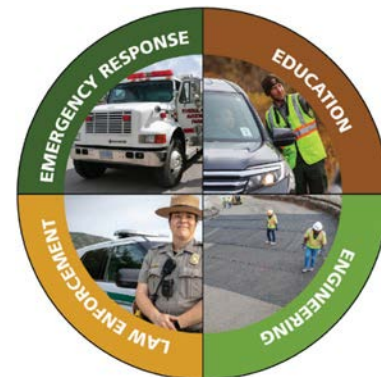 EMERGENCY RESPONSE
EDUCATION
LAW ENFORCEMENT
ENGINEERING